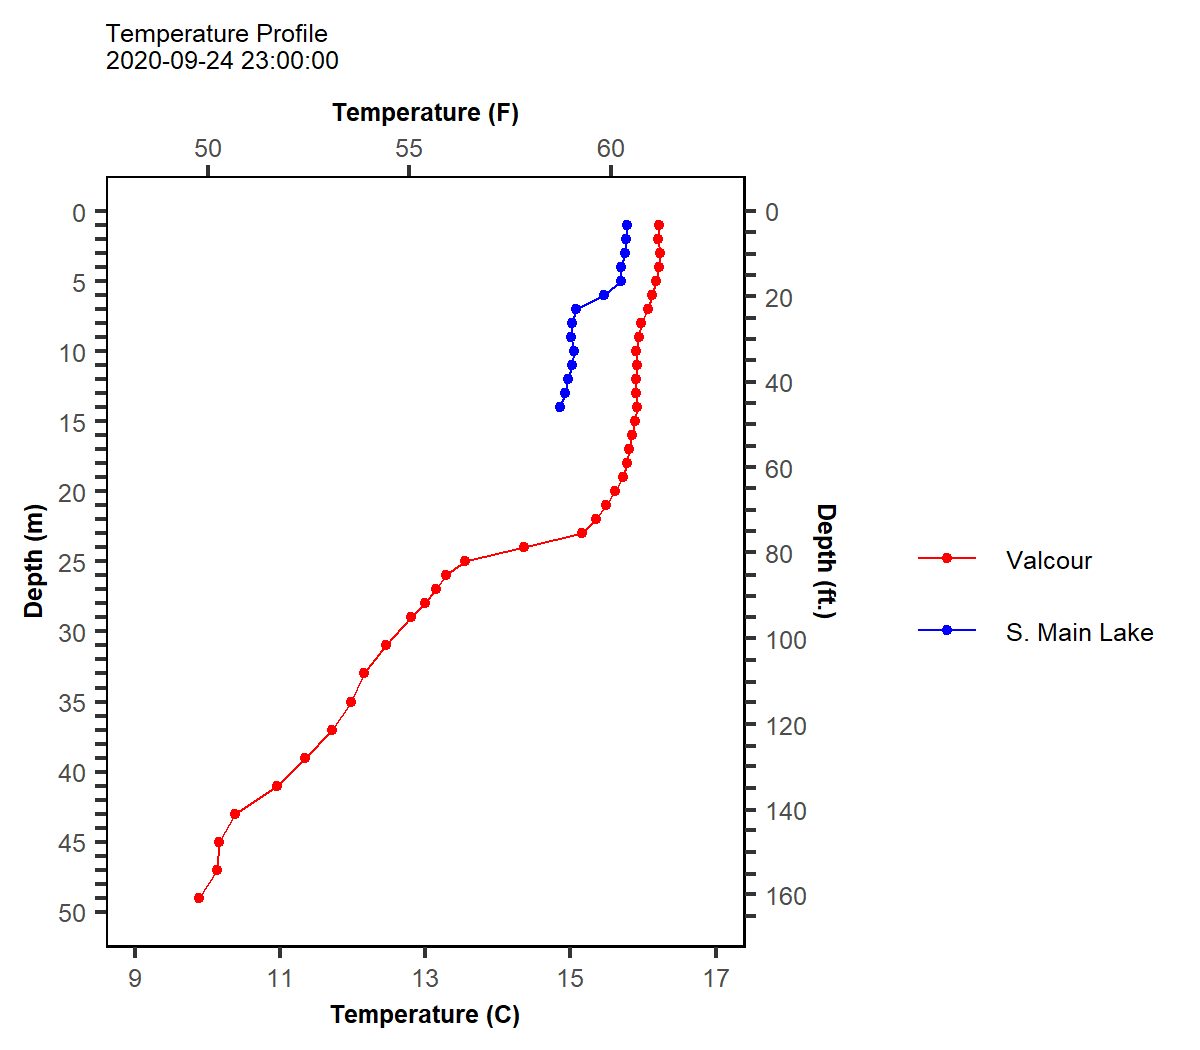 Temperature Profile
2020-09-24 23:00:00
Temperature (F)
50 55 60
0
5
10
15
20
25
30
35
40
45
50
Depth (m)
0
20
40
60
80
100
120
140
160
Depth (ft.)
Valcour
S. Main Lake
9 11 13 15 17
Temperature (C)